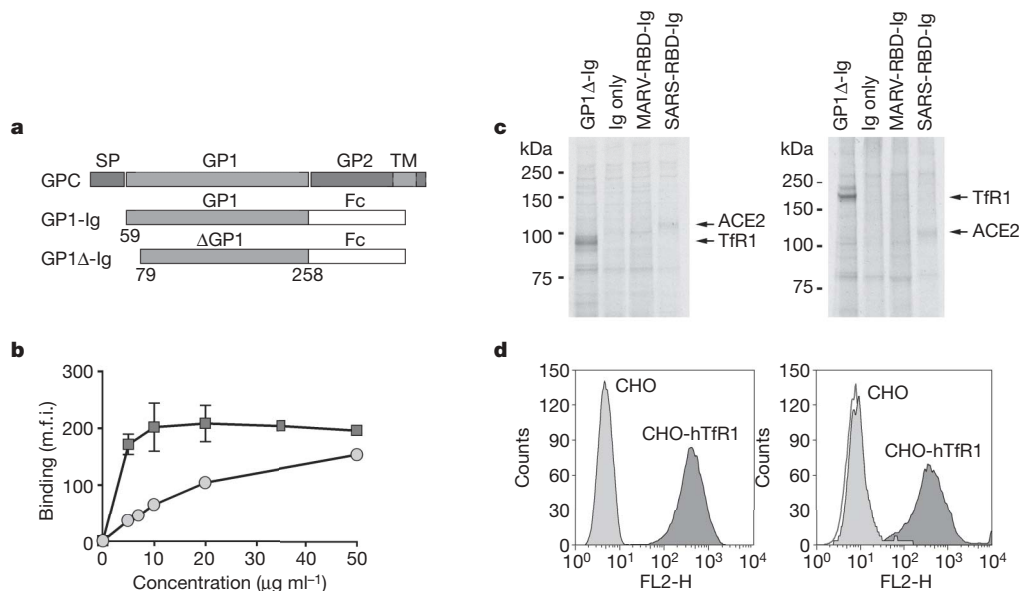 a
SP GP1 GP2 TM
GPC
GP1 Fc
GP1-Ig
59
ΔGP1 Fc
GP1Δ-Ig
79 258
b
Binding (m.f.i.)
300
200
100
0
0 10 20 30 40 50
Concentration (μg ml⁻¹)
c
GP1Δ-Ig
Ig only
MARV-RBD-Ig
SARS-RBD-Ig
kDa
250
150
100
75
ACE2
TfR1
GP1Δ-Ig
Ig only
MARV-RBD-Ig
SARS-RBD-Ig
kDa
250
150
100
75
TfR1
ACE2
d
Counts
150
120
90
60
30
0
CHO
CHO-hTfR1
10⁰ 10¹ 10² 10³ 10⁴
FL2-H
Counts
150
120
90
60
30
0
CHO
CHO-hTfR1
10⁰ 10¹ 10² 10³ 10⁴
FL2-H